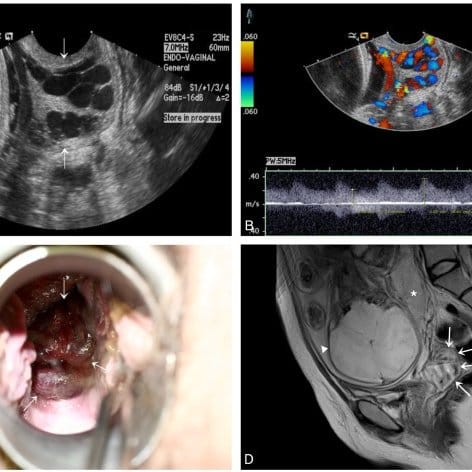 EV8C4-S 23Hz
7.0MHz 60mm
ENDO-VAGINAL
General
84dB S1/+1/3/4
Gain=-16dB Δ=2
Store in progress
.060
.060
B
PW:5MHz
.40
m/s
.40
*
D